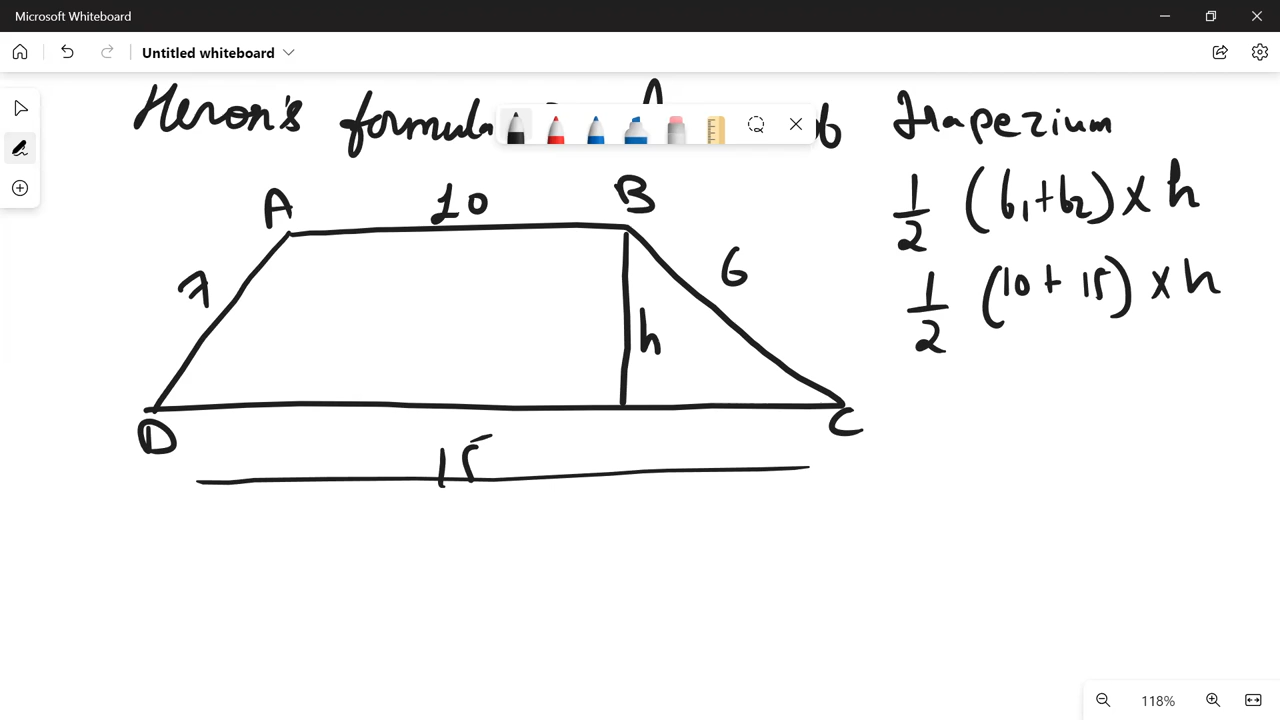 Microsoft Whiteboard
Untitled whiteboard
Heron's formula Trapezium
A 10 B
1/2 (b1+b2) × h
7 6
1/2 (10 + 15) × h
h
D C
15
118%